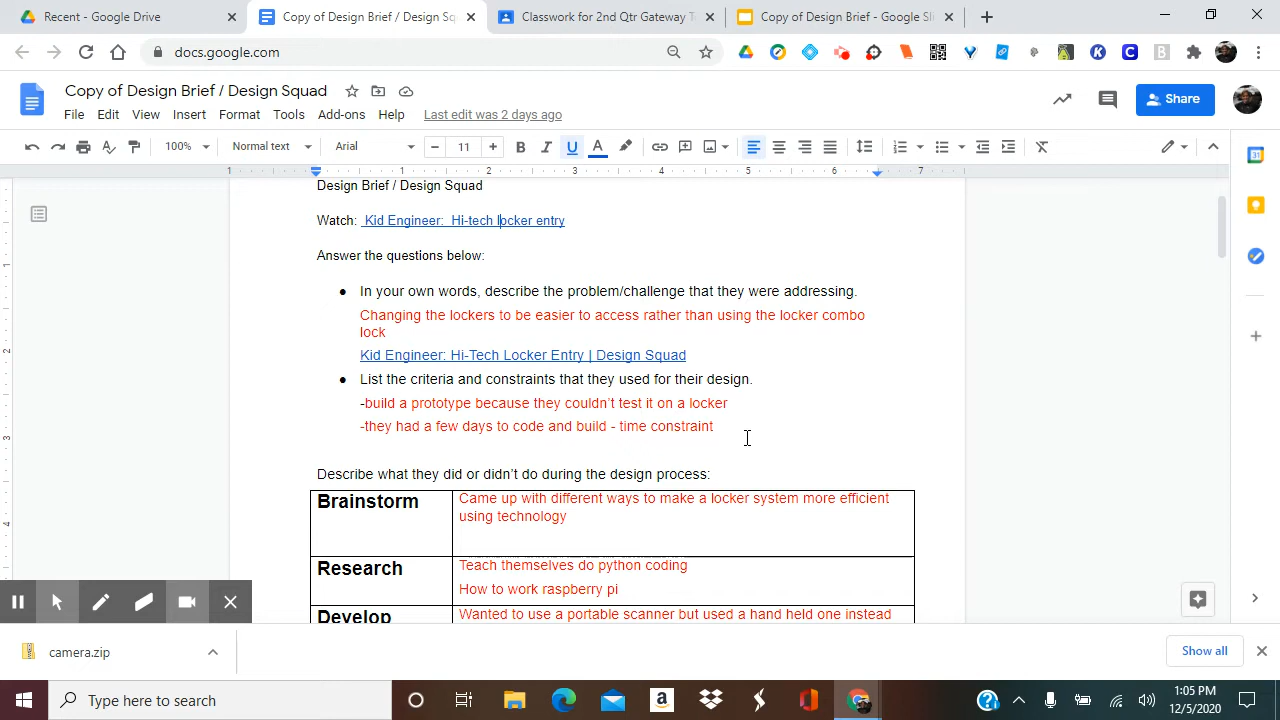 Recent - Google Drive
Copy of Design Brief / Design Sq
Classwork for 2nd Qtr Gateway T
Copy of Design Brief - Google Sli
docs.google.com
Copy of Design Brief / Design Squad
File Edit View Insert Format Tools Add-ons Help Last edit was 2 days ago
Share
100% Normal text Arial 11 B I U A
1 1 2 3 4 5 6 7
Design Brief / Design Squad
Watch: Kid Engineer: Hi-tech locker entry
Answer the questions below:
● In your own words, describe the problem/challenge that they were addressing.
Changing the lockers to be easier to access rather than using the locker combo
lock
Kid Engineer: Hi-Tech Locker Entry | Design Squad
● List the criteria and constraints that they used for their design.
-build a prototype because they couldn't test it on a locker
-they had a few days to code and build - time constraint
Describe what they did or didn't do during the design process:
Brainstorm
Came up with different ways to make a locker system more efficient
using technology
Research
Teach themselves do python coding
How to work raspberry pi
Develop
Wanted to use a portable scanner but used a hand held one instead
camera.zip
Show all
Type here to search
1:05 PM
12/5/2020